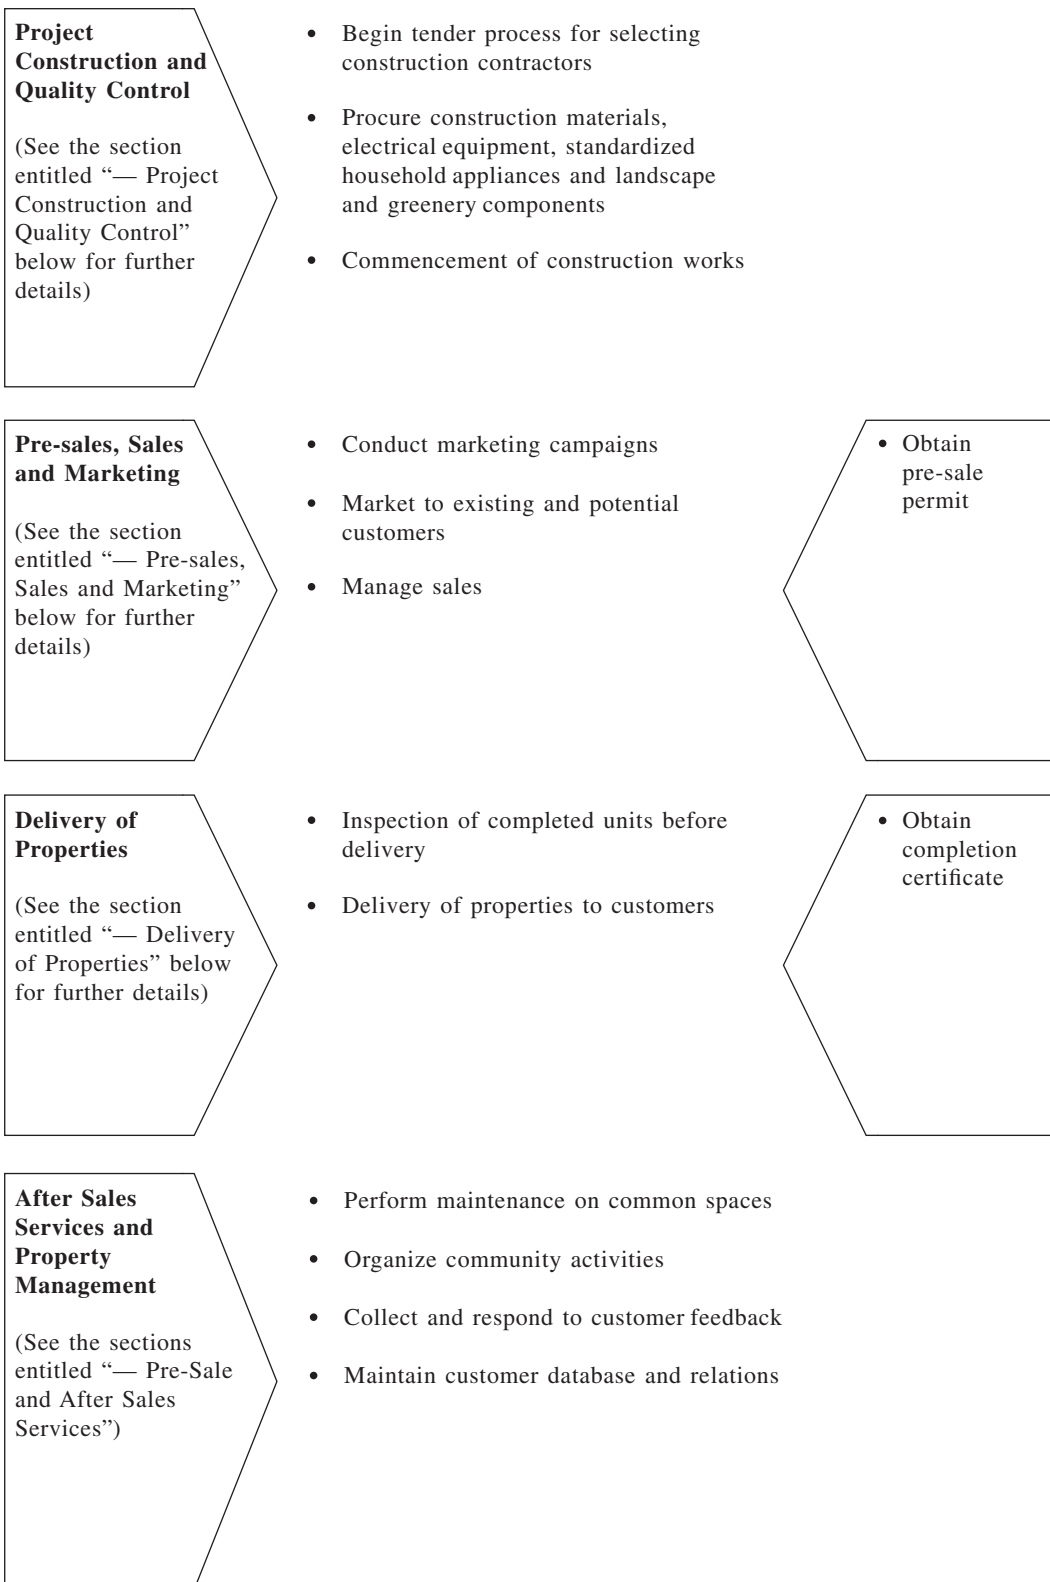 Project
Construction and
Quality Control
(See the section
entitled “— Project
Construction and
Quality Control”
below for further
details)
• Begin tender process for selecting
construction contractors
• Procure construction materials,
electrical equipment, standardized
household appliances and landscape
and greenery components
• Commencement of construction works
Pre-sales, Sales
and Marketing
(See the section
entitled “— Pre-sales,
Sales and Marketing”
below for further
details)
• Conduct marketing campaigns
• Market to existing and potential
customers
• Manage sales
• Obtain
pre-sale
permit
Delivery of
Properties
(See the section
entitled “— Delivery
of Properties” below
for further details)
• Inspection of completed units before
delivery
• Delivery of properties to customers
• Obtain
completion
certificate
After Sales
Services and
Property
Management
(See the sections
entitled “— Pre-Sale
and After Sales
Services”)
• Perform maintenance on common spaces
• Organize community activities
• Collect and respond to customer feedback
• Maintain customer database and relations